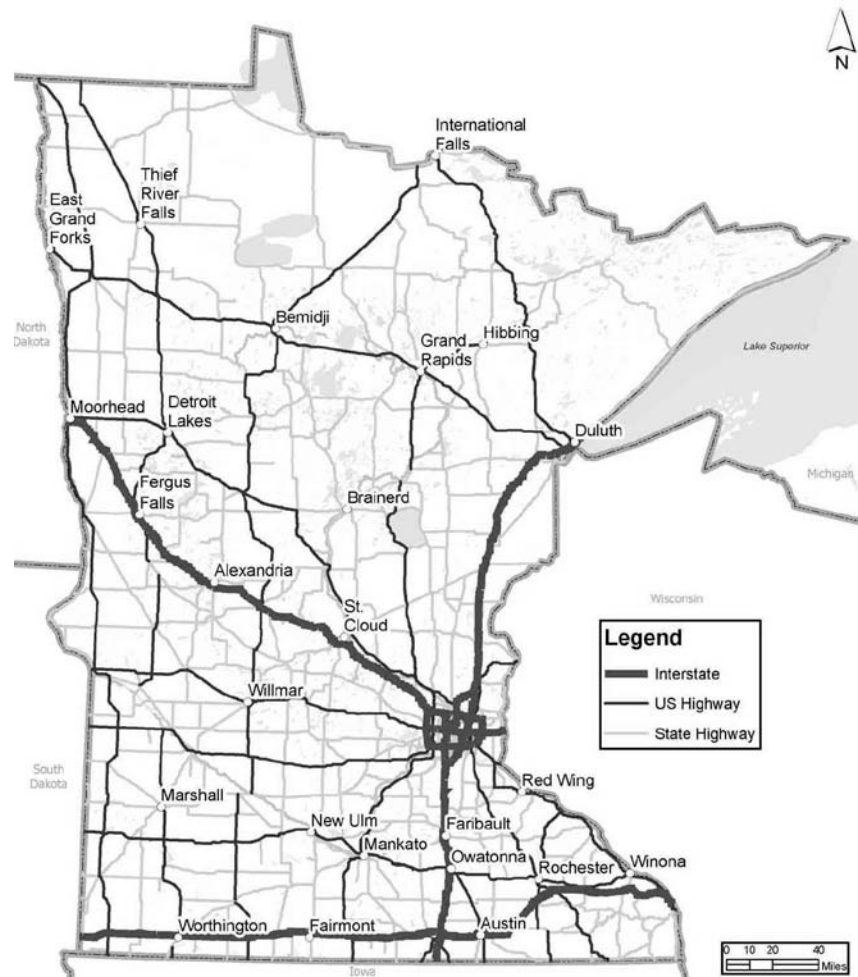 N
International
Falls
Thief
River
Falls
East
Grand
Forks
Bemidji
North
Dakota
Grand
Rapids
Hibbing
Lake Superior
Moorhead
Detroit
Lakes
Duluth
Michigan
Fergus
Falls
Brainerd
Alexandria
St.
Cloud
Wisconsin
Legend
Interstate
US Highway
State Highway
Willmar
South
Dakota
Marshall
Red Wing
New Ulm
Faribault
Mankato
Owatonna
Rochester
Winona
Worthington
Fairmont
Austin
Iowa
0 10 20 40
Miles